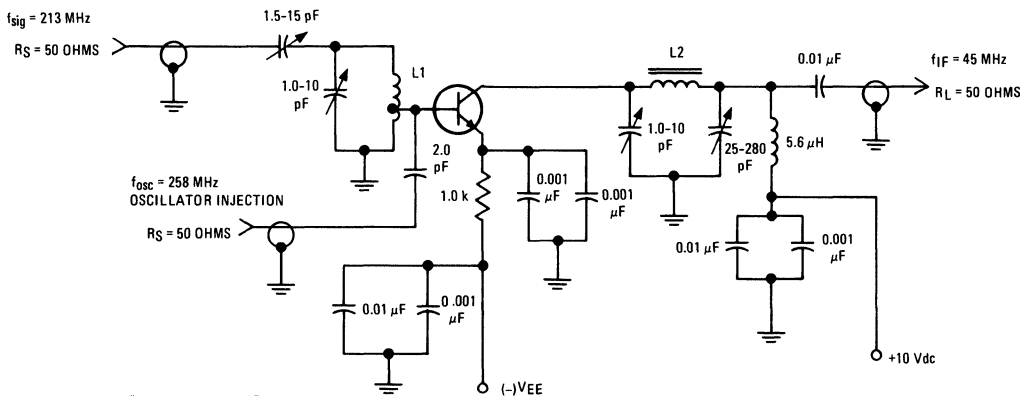 fsig = 213 MHz
RS = 50 OHMS
1.5-15 pF
1.0-10
pF
L1
2.0
pF
fosc = 258 MHz
OSCILLATOR INJECTION
RS = 50 OHMS
1.0 k
0.001
μF
0.001
μF
0.01 μF
0.001
μF
(-)VEE
L2
1.0-10
pF
25-280
pF
0.01 μF
fIF = 45 MHz
RL = 50 OHMS
5.6 μH
0.01 μF
0.001
μF
+10 Vdc